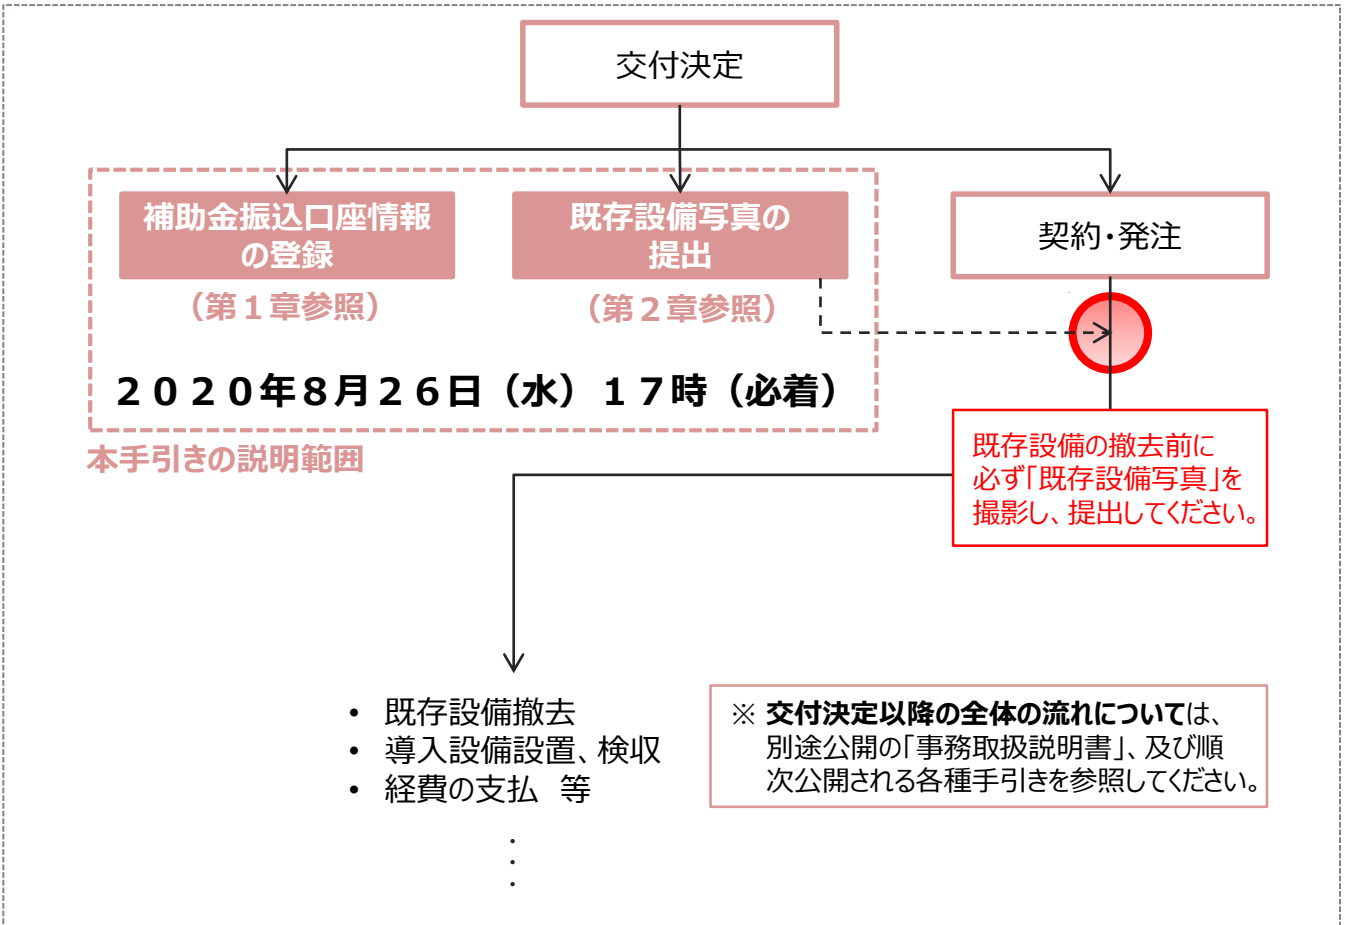 交付決定
補助金振込口座情報
の登録
（第１章参照）
既存設備写真の
提出
（第２章参照）
契約・発注
２０２０年８月２６日（水）１７時（必着）
本手引きの説明範囲
既存設備の撤去前に
必ず「既存設備写真」を
撮影し、提出してください。
• 既存設備撤去
• 導入設備設置、検収
• 経費の支払　等
.
.
.
※ 交付決定以降の全体の流れについては、
別途公開の「事務取扱説明書」、及び順
次公開される各種手引きを参照してください。